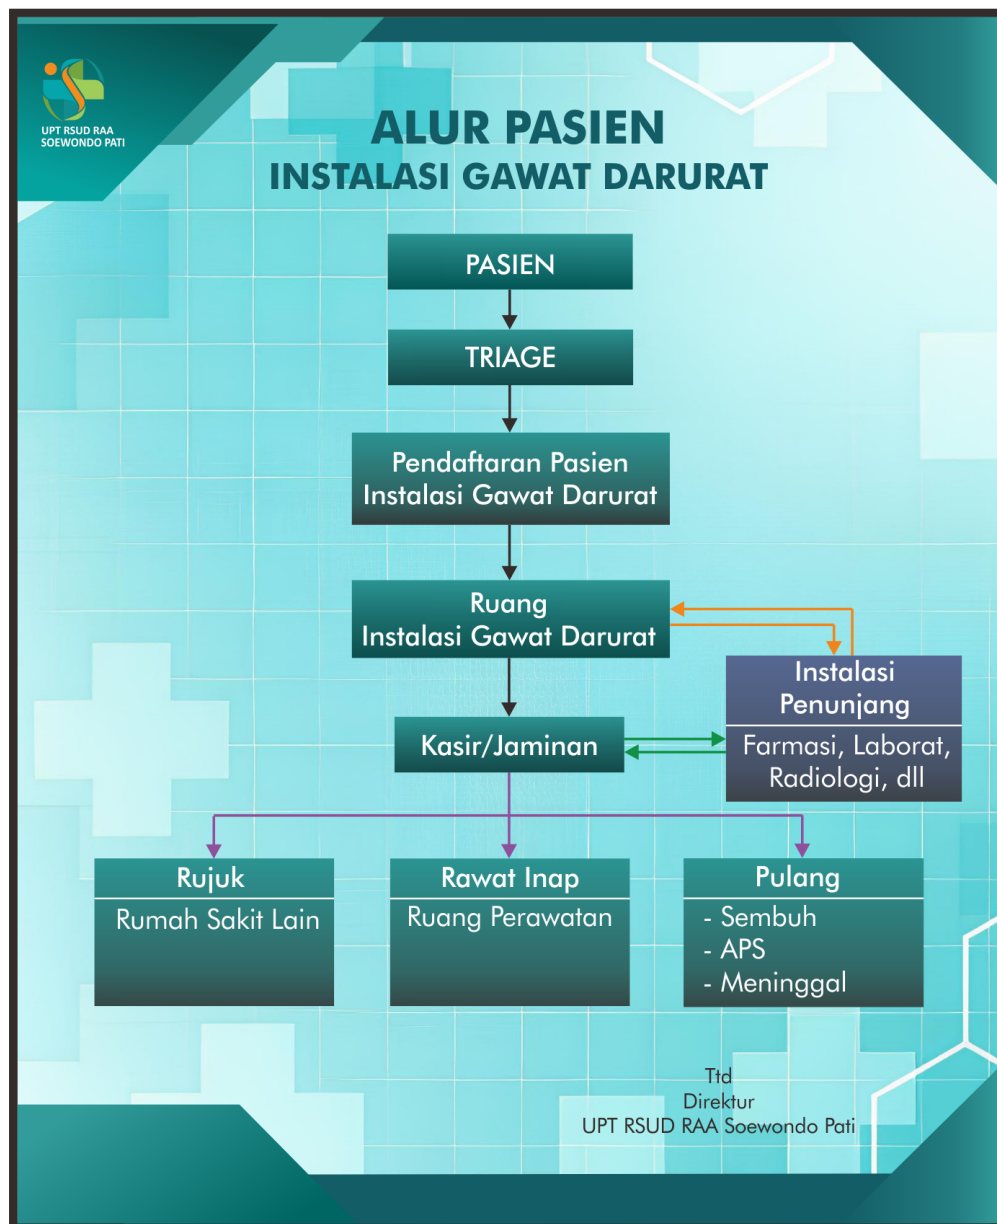 UPT RSUD RAA
SOEWONDO PATI
ALUR PASIEN
INSTALASI GAWAT DARURAT
PASIEN
TRIAGE
Pendaftaran Pasien
Instalasi Gawat Darurat
Ruang
Instalasi Gawat Darurat
Instalasi
Penunjang
Farmasi, Laborat,
Radiologi, dll
Kasir/Jaminan
Rujuk
Rumah Sakit Lain
Rawat Inap
Ruang Perawatan
Pulang
- Sembuh
- APS
- Meninggal
Ttd
Direktur
UPT RSUD RAA Soewondo Pati